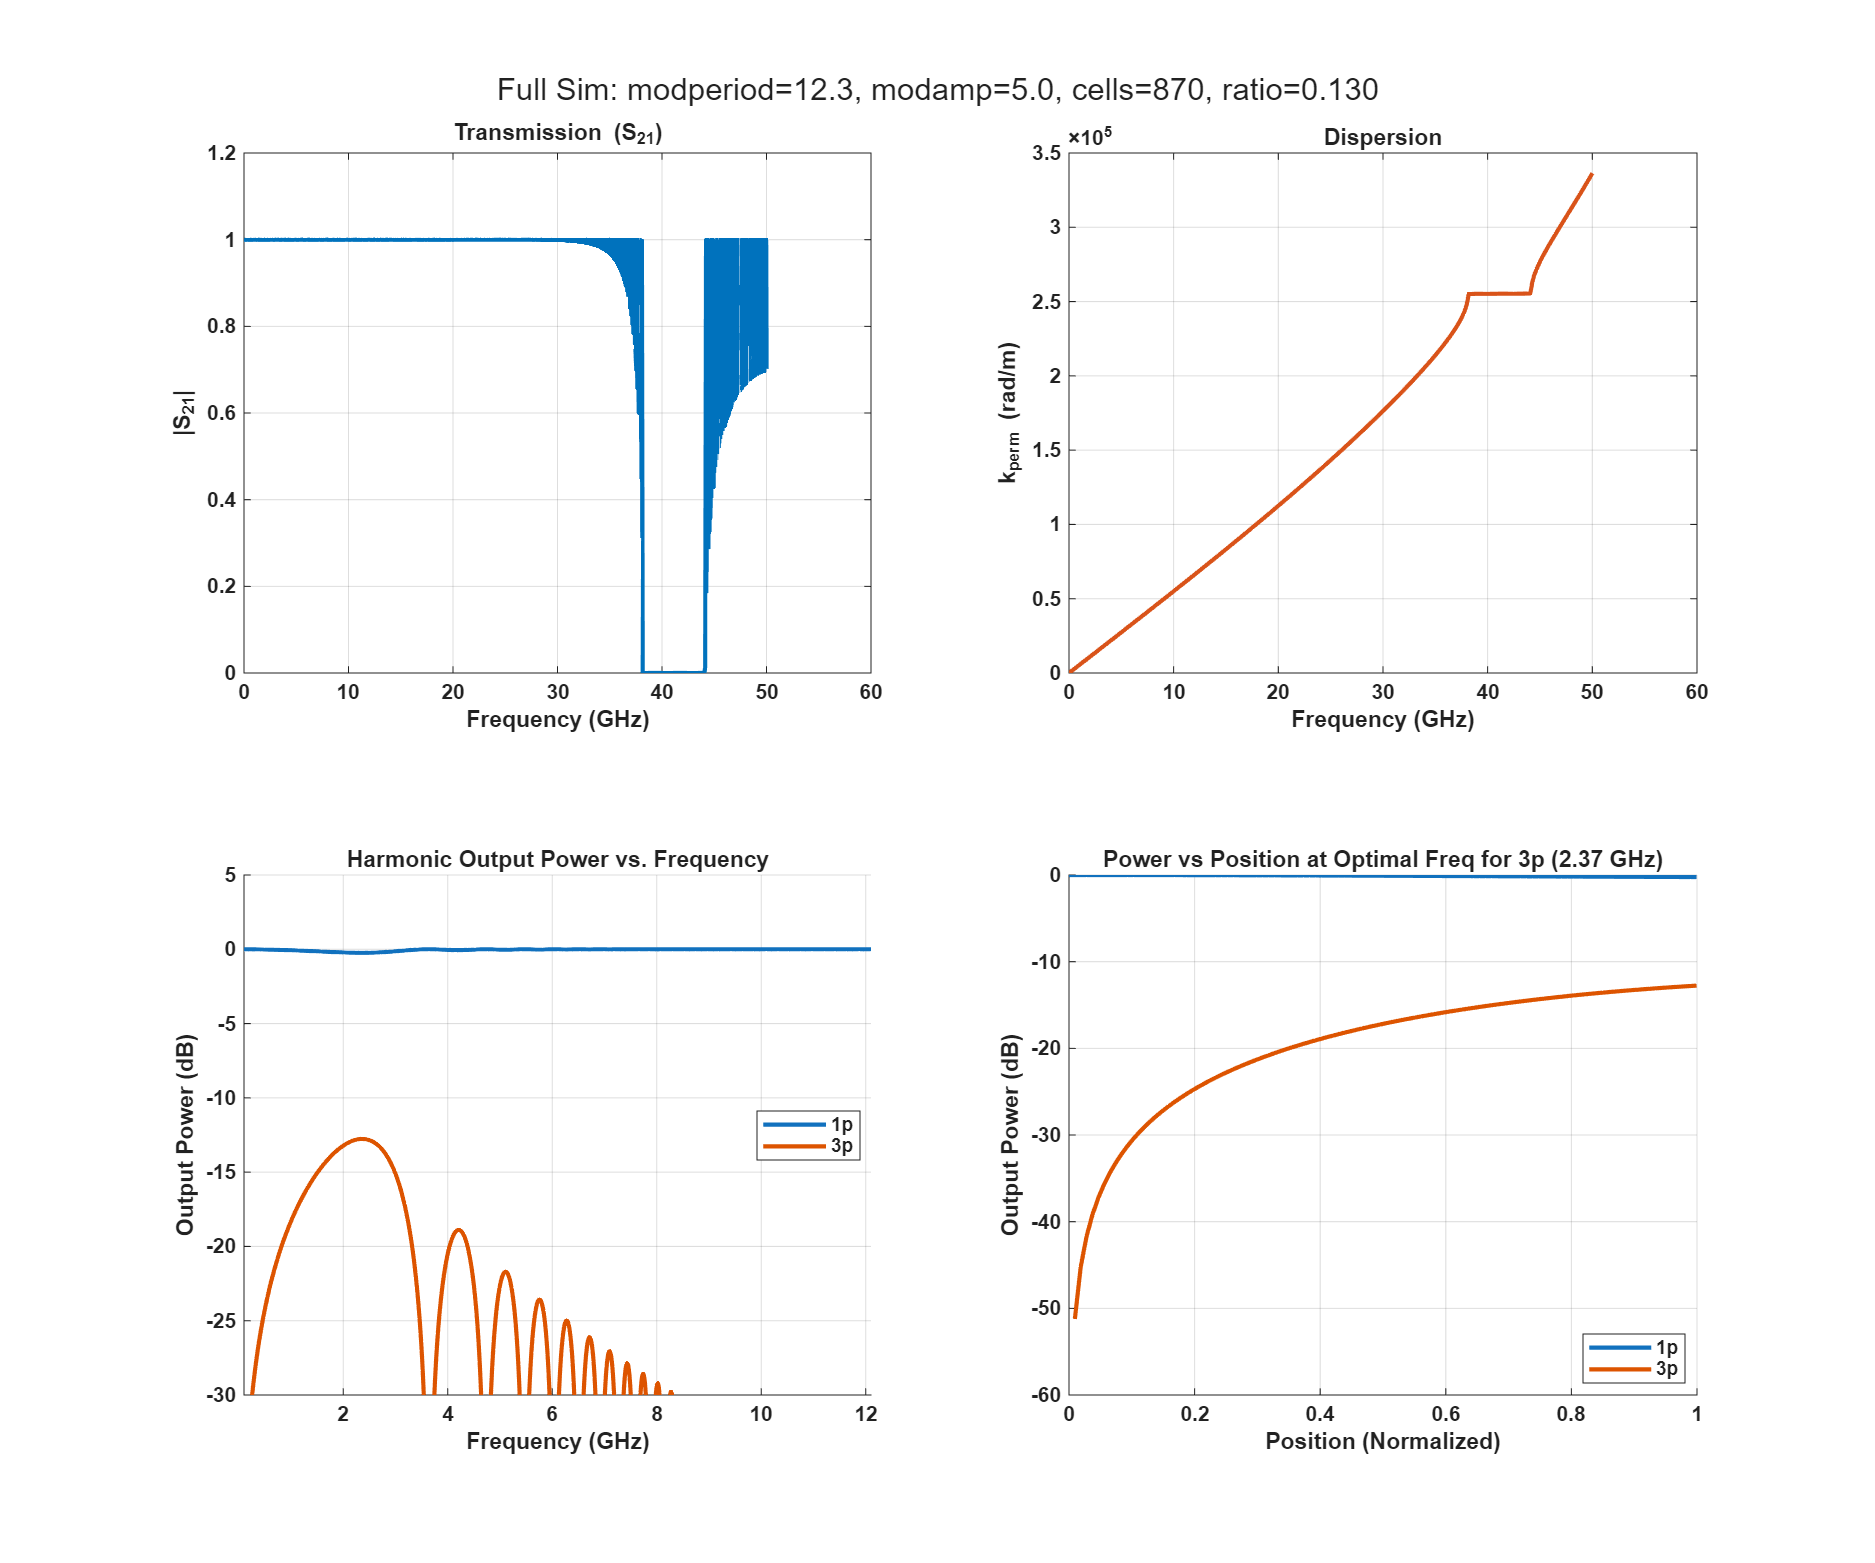 Full Sim: modperiod=12.3, modamp=5.0, cells=870, ratio=0.130
Transmission (S21)
1.2
1
0.8
0.6
0.4
0.2
0
|S21|
0 10 20 30 40 50 60
Frequency (GHz)
×10^5
Dispersion
3.5
3
2.5
2
1.5
1
0.5
0
kperm (rad/m)
0 10 20 30 40 50 60
Frequency (GHz)
Harmonic Output Power vs. Frequency
5
0
-5
-10
-15
-20
-25
-30
Output Power (dB)
1p
3p
2 4 6 8 10 12
Frequency (GHz)
Power vs Position at Optimal Freq for 3p (2.37 GHz)
0
-10
-20
-30
-40
-50
-60
Output Power (dB)
1p
3p
0 0.2 0.4 0.6 0.8 1
Position (Normalized)